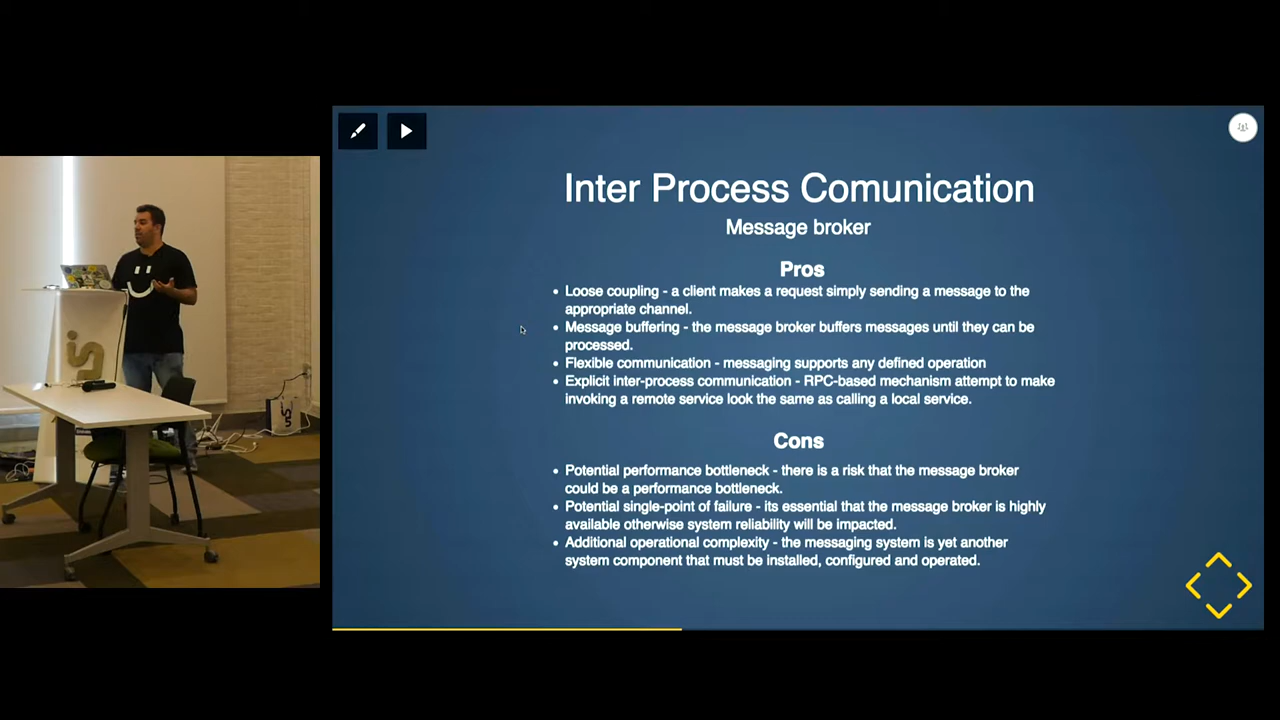 Inter Process Comunication
Message broker
Pros
• Loose coupling - a client makes a request simply sending a message to the
appropriate channel.
• Message buffering - the message broker buffers messages until they can be
processed.
• Flexible communication - messaging supports any defined operation
• Explicit inter-process communication - RPC-based mechanism attempt to make
invoking a remote service look the same as calling a local service.
Cons
• Potential performance bottleneck - there is a risk that the message broker
could be a performance bottleneck.
• Potential single-point of failure - its essential that the message broker is highly
available otherwise system reliability will be impacted.
• Additional operational complexity - the messaging system is yet another
system component that must be installed, configured and operated.